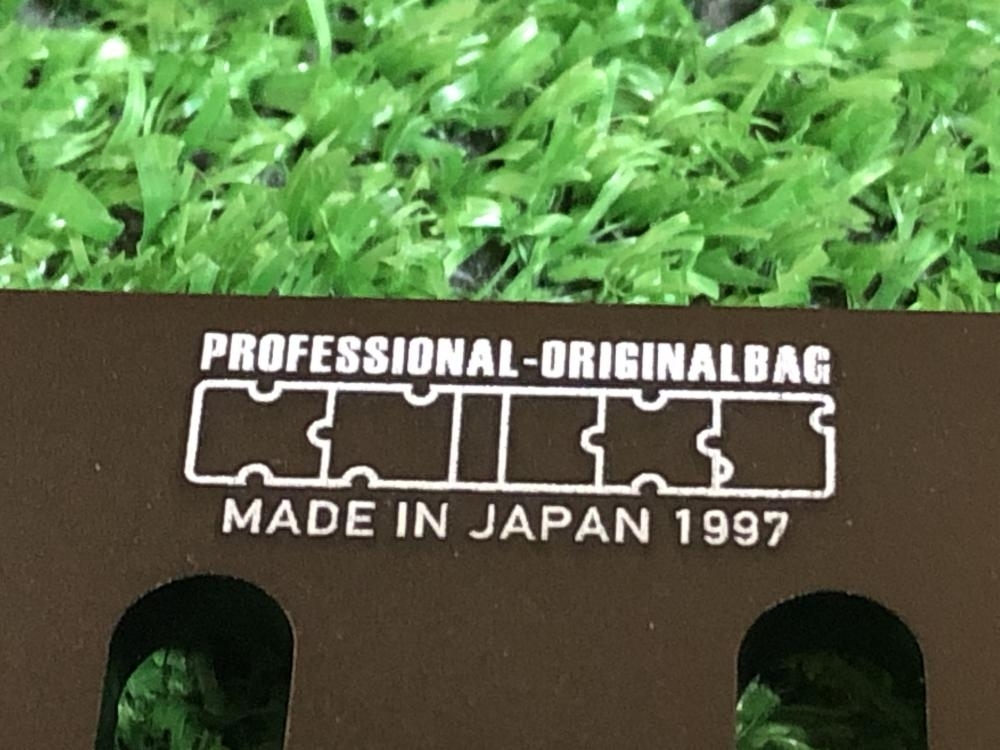 PROFESSIONAL-ORIGINALBAG
KNICKS
MADE IN JAPAN 1997